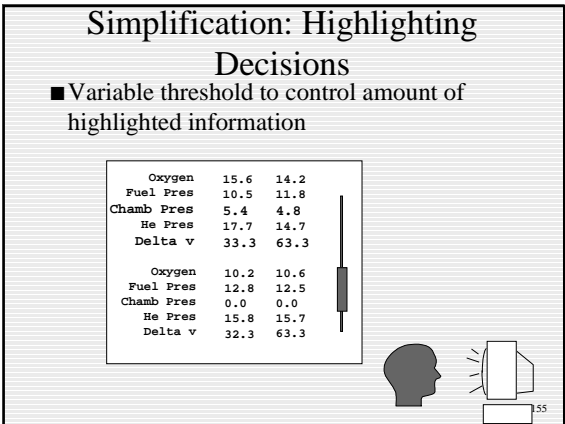 Simplification: Highlighting
Decisions
■ Variable threshold to control amount of
highlighted information
Oxygen 15.6 14.2
Fuel Pres 10.5 11.8
Chamb Pres 5.4 4.8
He Pres 17.7 14.7
Delta v 33.3 63.3
Oxygen 10.2 10.6
Fuel Pres 12.8 12.5
Chamb Pres 0.0 0.0
He Pres 15.8 15.7
Delta v 32.3 63.3
155